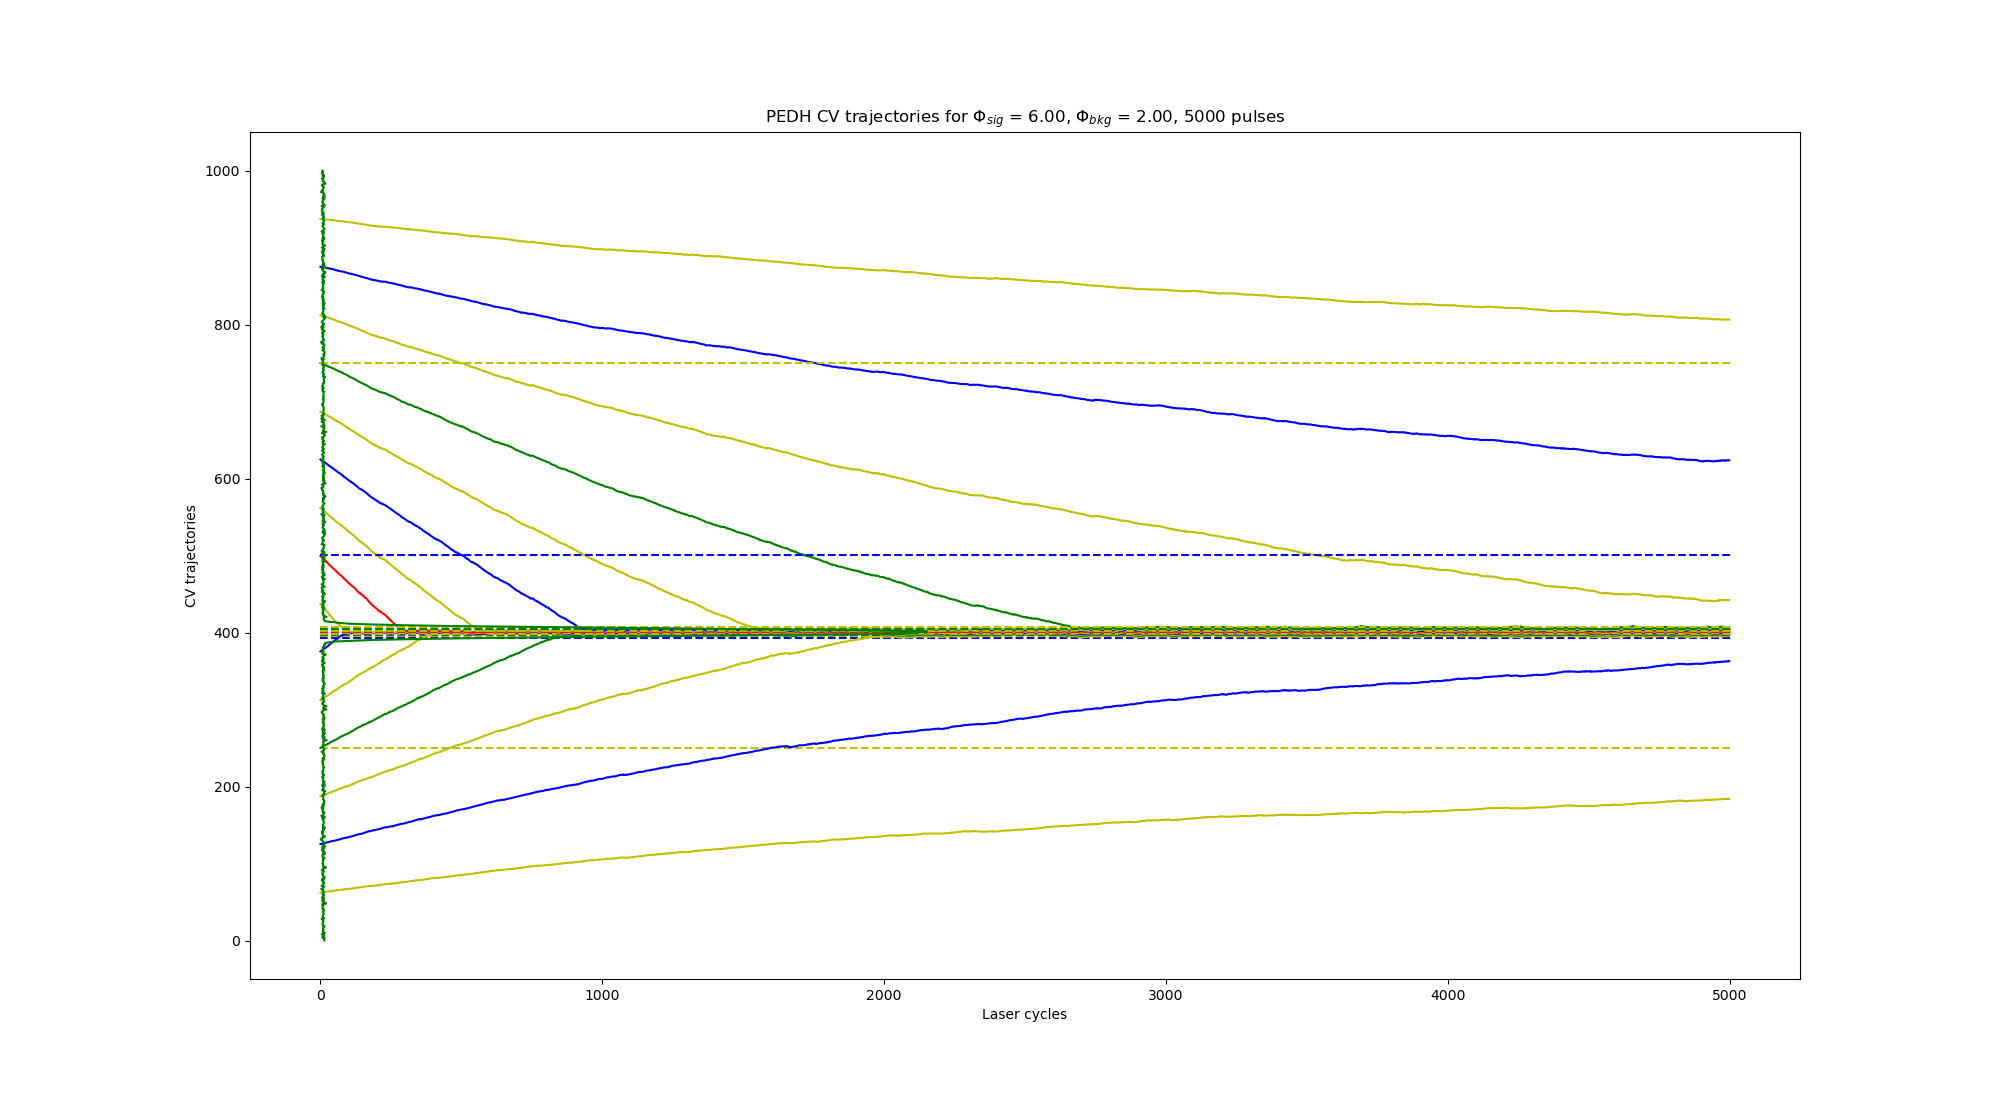 PEDH CV trajectories for Φsig = 6.00, Φbkg = 2.00, 5000 pulses
CV trajectories
1000
800
600
400
200
0
0 1000 2000 3000 4000 5000
Laser cycles